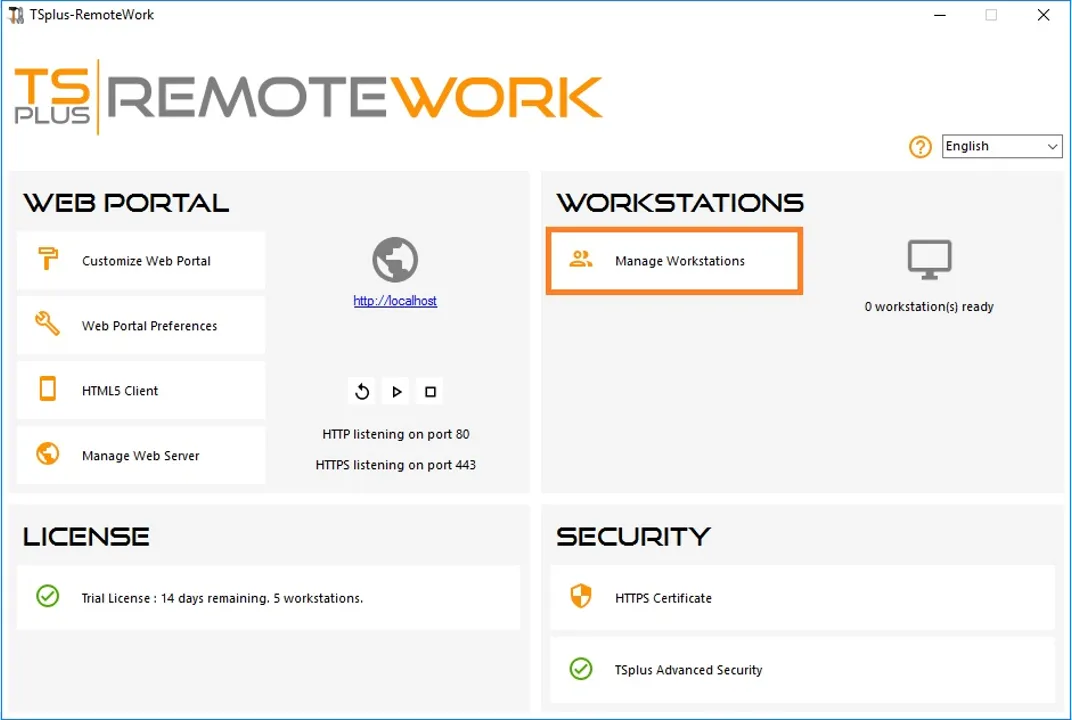 TSplus-RemoteWork
TS PLUS REMOTEWORK
English
WEB PORTAL
Customize Web Portal
Web Portal Preferences
HTML5 Client
Manage Web Server
http://localhost
HTTP listening on port 80
HTTPS listening on port 443
WORKSTATIONS
Manage Workstations
0 workstation(s) ready
LICENSE
Trial License : 14 days remaining. 5 workstations.
SECURITY
HTTPS Certificate
TSplus Advanced Security